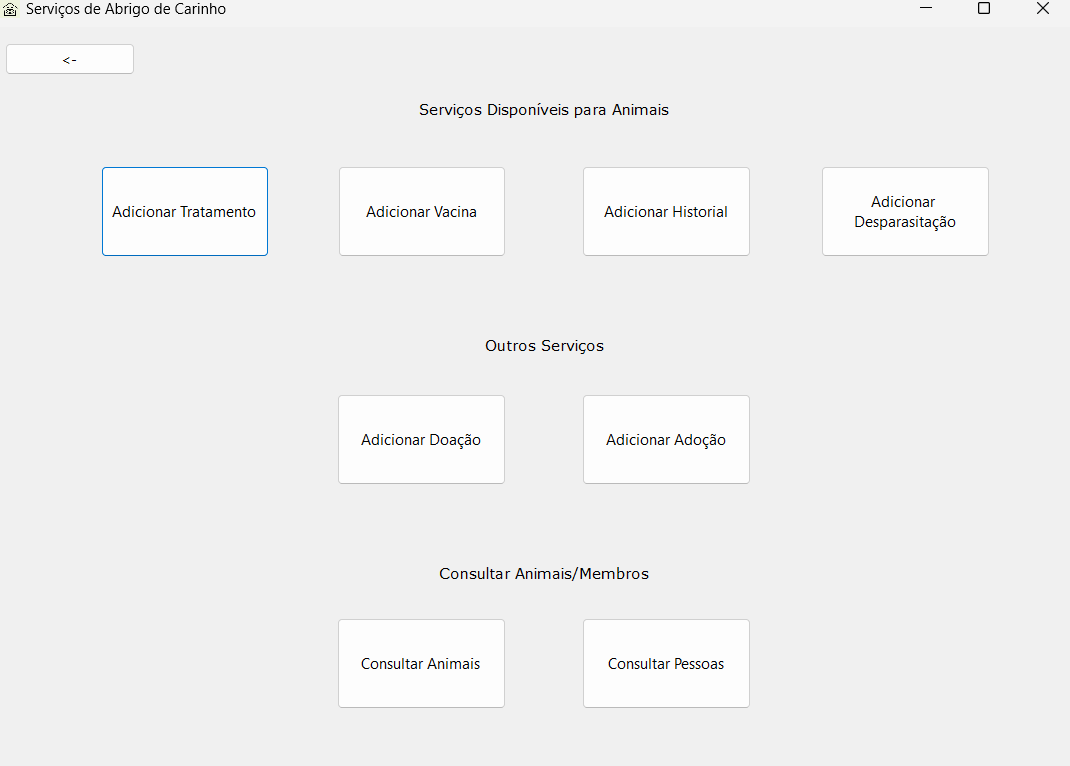 Serviços de Abrigo de Carinho
<-
Serviços Disponíveis para Animais
Adicionar Tratamento
Adicionar Vacina
Adicionar Historial
Adicionar
Desparasitação
Outros Serviços
Adicionar Doação
Adicionar Adoção
Consultar Animais/Membros
Consultar Animais
Consultar Pessoas